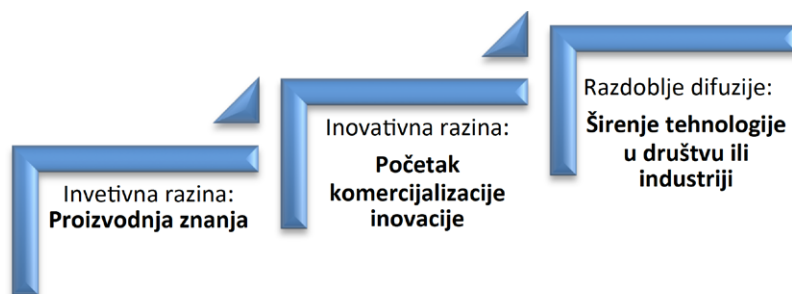 Invetivna razina:
Proizvodnja znanja
Inovativna razina:
Početak
komercijalizacije
inovacije
Razdoblje difuzije:
Širenje tehnologije
u društvu ili
industriji